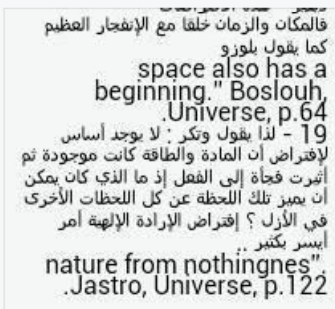 فالمكان والزمان خلقا مع الإنفجار العظيم
كما يقول بلوزو
space also has a
beginning." Boslouh,
.Universe, p.64
19 - لذا يقول وتكر : لا يوجد أساس
لإفتراض أن المادة والطاقة كانت موجودة ثم
أثيرت فجأة إلى الفعل إذ ما الذي كان يمكن
أن يميز تلك اللحظة عن كل اللحظات الأخرى
في الأزل ؟ إفتراض الإرادة الإلهية أمر
أيسر بكثير ..
nature from nothingnes".
.Jastro, Universe, p.122